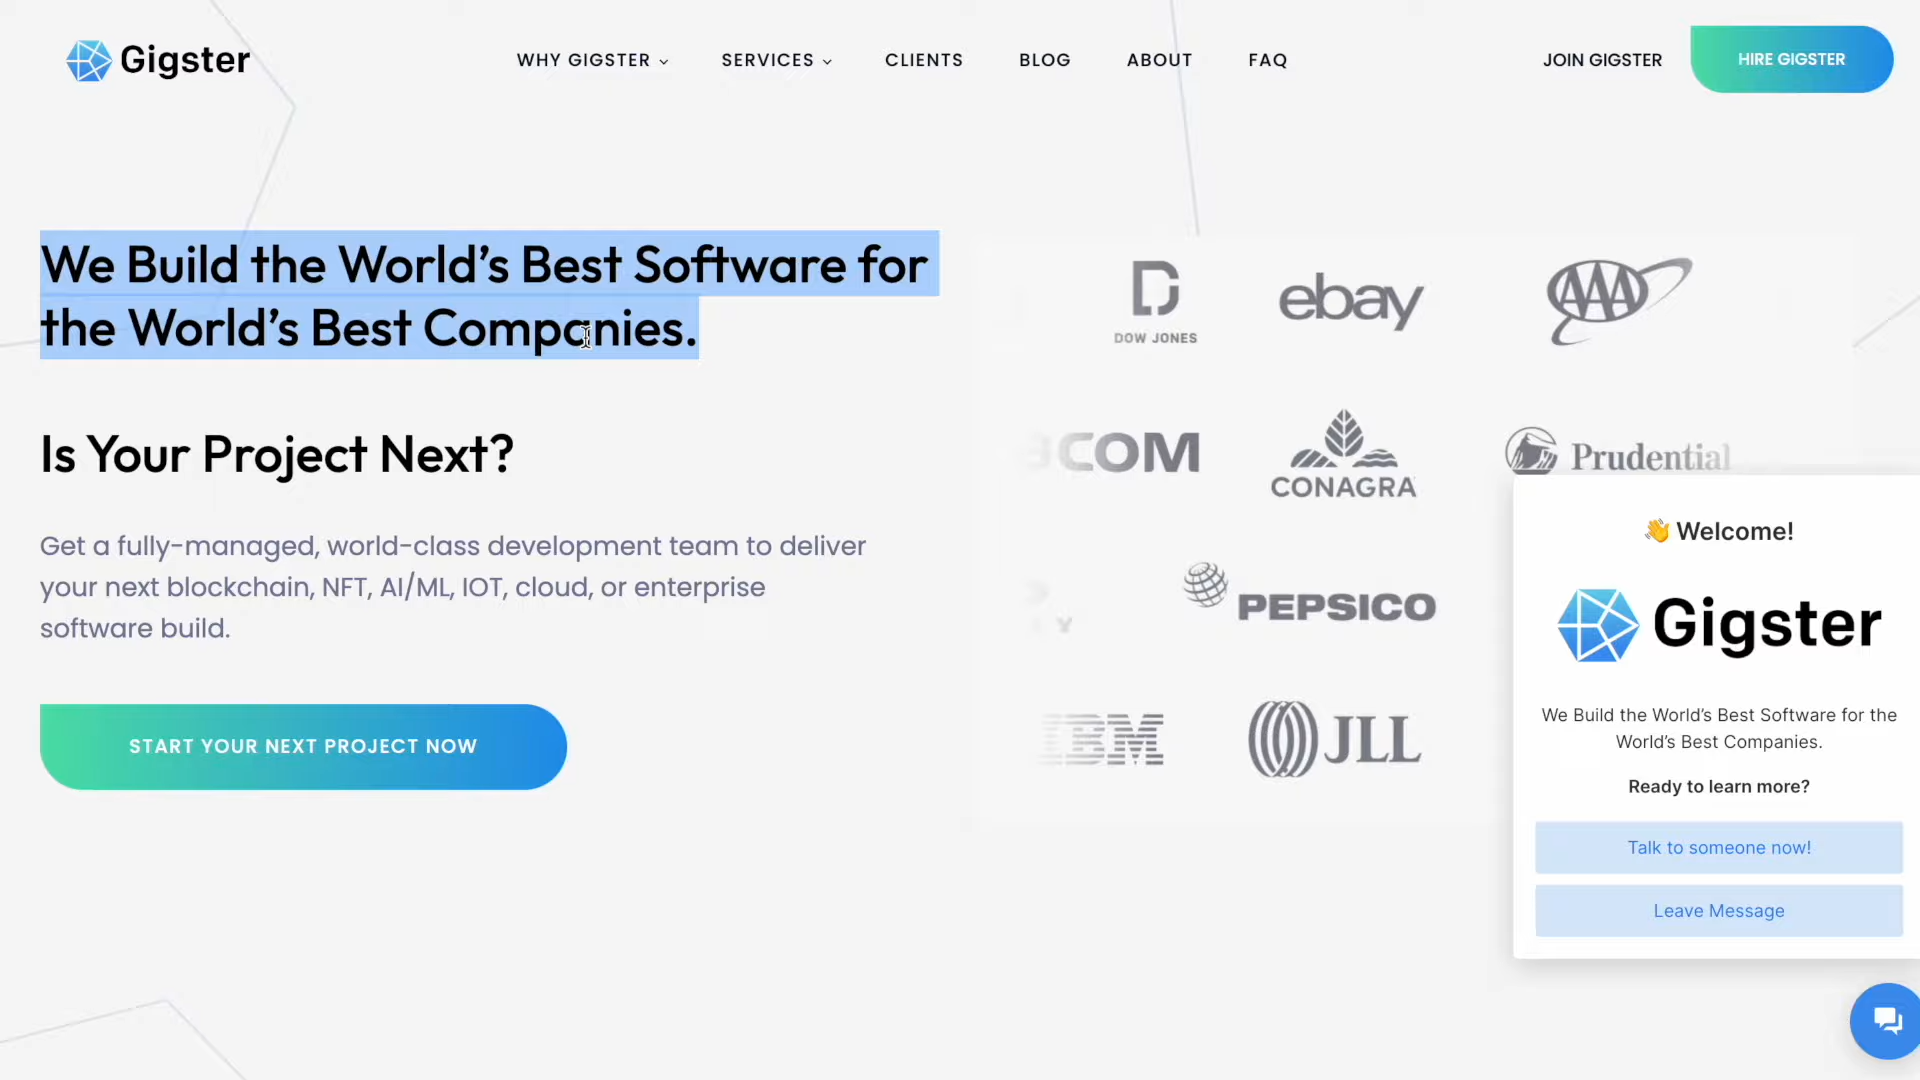 Gigster
WHY GIGSTER
SERVICES
CLIENTS
BLOG
ABOUT
FAQ
JOIN GIGSTER
HIRE GIGSTER
We Build the World’s Best Software for
the World’s Best Companies.
Is Your Project Next?
Get a fully-managed, world-class development team to deliver
your next blockchain, NFT, AI/ML, IOT, cloud, or enterprise
software build.
START YOUR NEXT PROJECT NOW
DOW JONES
ebay
AAA
COM
CONAGRA
Prudential
Y
PEPSICO
IBM
JLL
👋 Welcome!
Gigster
We Build the World’s Best Software for the
World’s Best Companies.
Ready to learn more?
Talk to someone now!
Leave Message